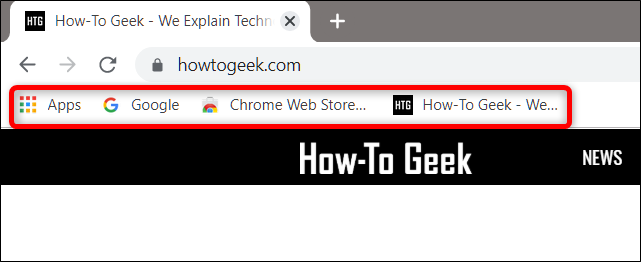 HTG How-To Geek - We Explain Techn
howtogeek.com
Apps Google Chrome Web Store... HTG How-To Geek - We...
How-To Geek NEWS